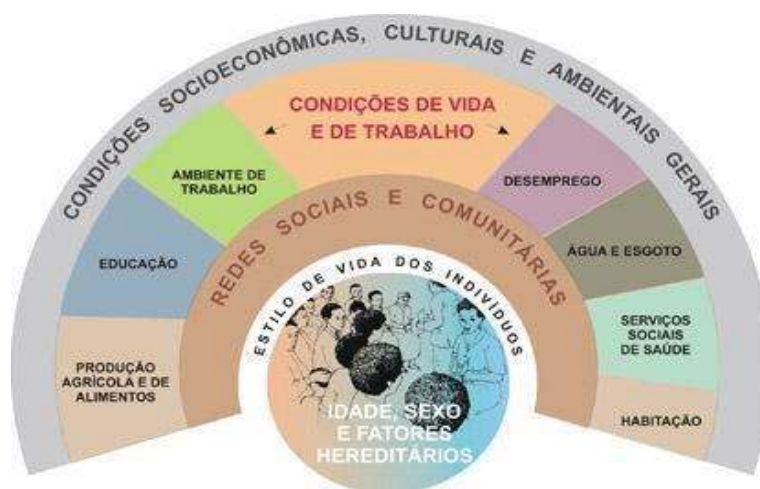 CONDIÇÕES SOCIOECONÔMICAS, CULTURAIS E AMBIENTAIS GERAIS
CONDIÇÕES DE VIDA
E DE TRABALHO
AMBIENTE DE
TRABALHO
DESEMPREGO
REDES SOCIAIS E COMUNITÁRIAS
EDUCAÇÃO
ÁGUA E ESGOTO
ESTILO DE VIDA DOS INDIVÍDUOS
SERVIÇOS
SOCIAIS
DE SAÚDE
PRODUÇÃO
AGRÍCOLA E DE
ALIMENTOS
HABITAÇÃO
IDADE, SEXO
E FATORES
HEREDITÁRIOS